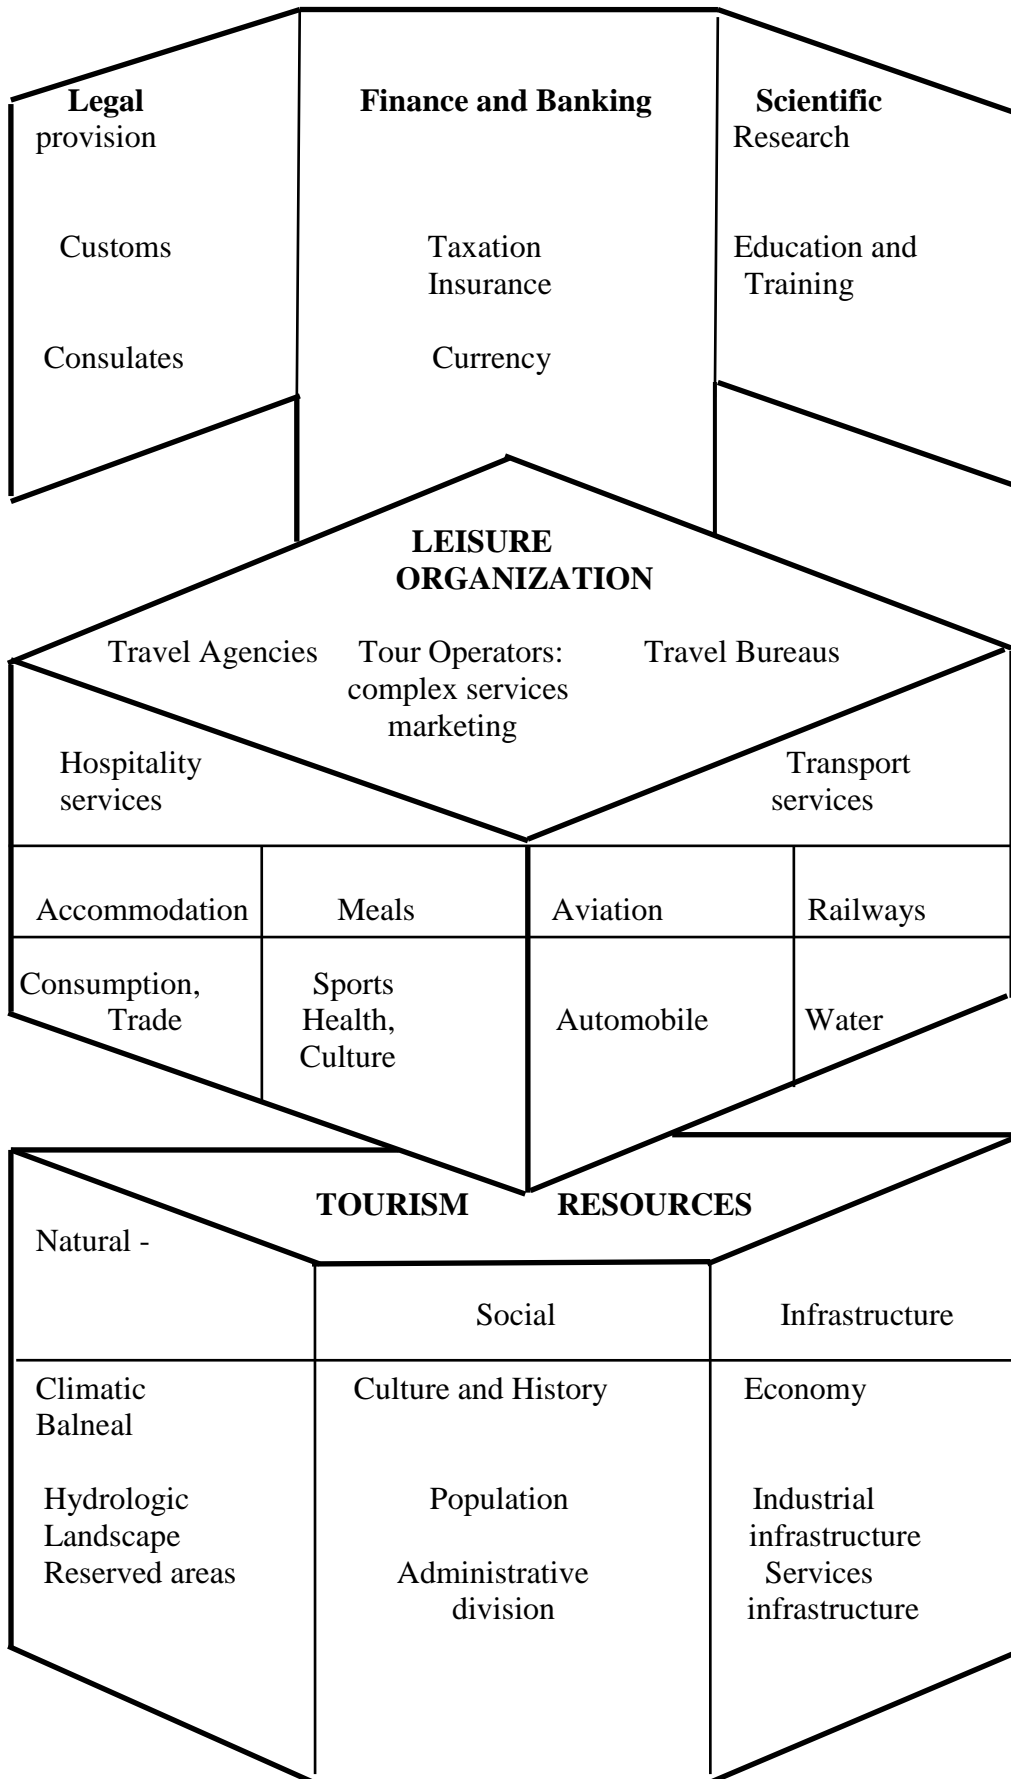 Legal
provision
Finance and Banking
Scientific
Research
Customs
Taxation
Insurance
Education and
Training
Consulates
Currency
LEISURE
ORGANIZATION
Travel Agencies
Tour Operators:
complex services
marketing
Travel Bureaus
Hospitality
services
Transport
services
Accommodation
Meals
Aviation
Railways
Consumption,
Trade
Sports
Health,
Culture
Automobile
Water
TOURISM RESOURCES
Natural -
Social
Infrastructure
Climatic
Balneal
Culture and History
Economy
Hydrologic
Landscape
Reserved areas
Population
Administrative
division
Industrial
infrastructure
Services
infrastructure